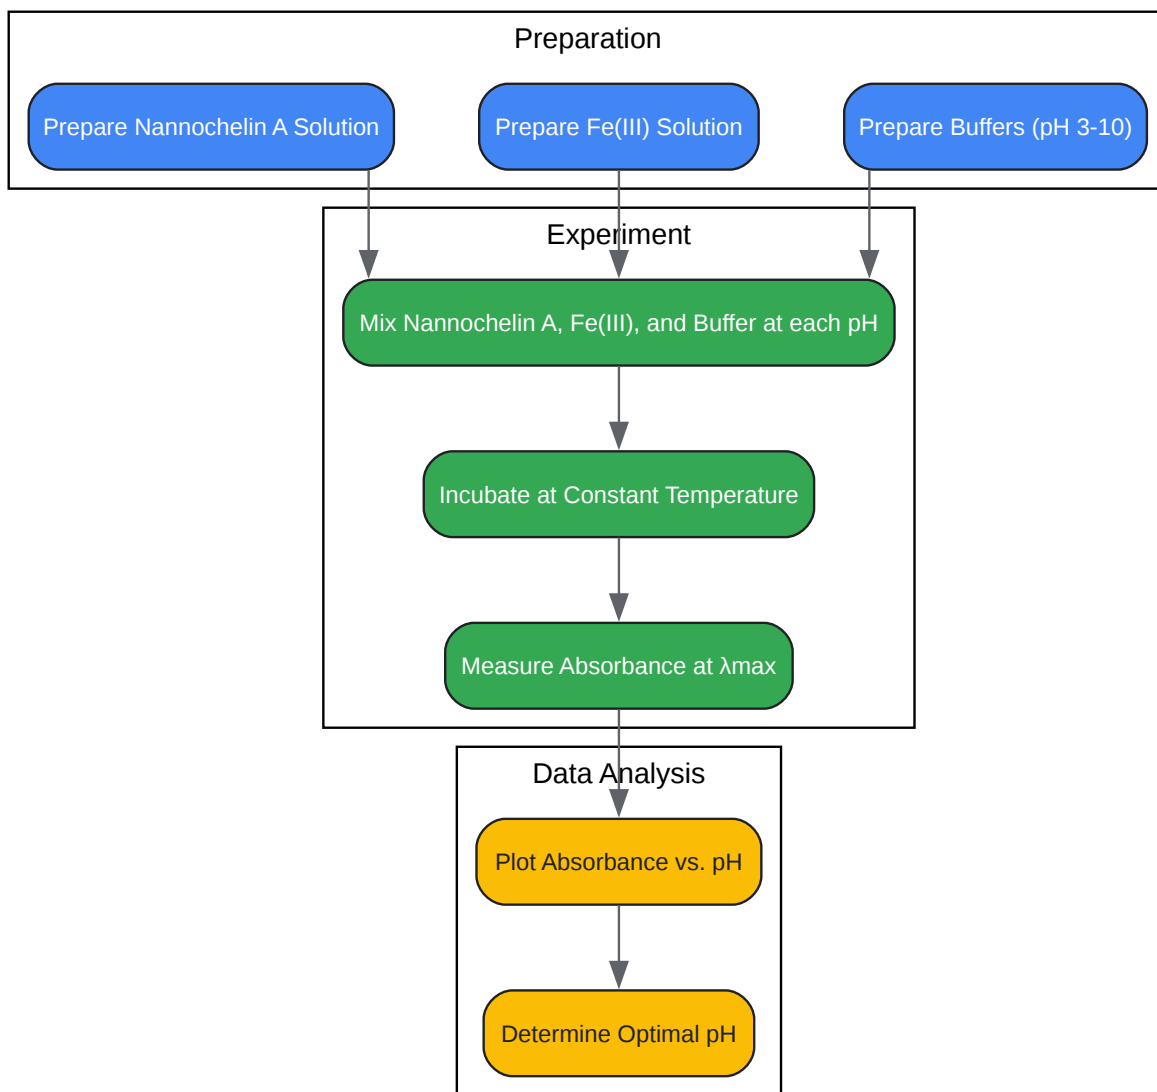 Preparation
Prepare Nannochelin A Solution
Prepare Fe(III) Solution
Prepare Buffers (pH 3-10)
Experiment
Mix Nannochelin A, Fe(III), and Buffer at each pH
Incubate at Constant Temperature
Measure Absorbance at λmax
Data Analysis
Plot Absorbance vs. pH
Determine Optimal pH